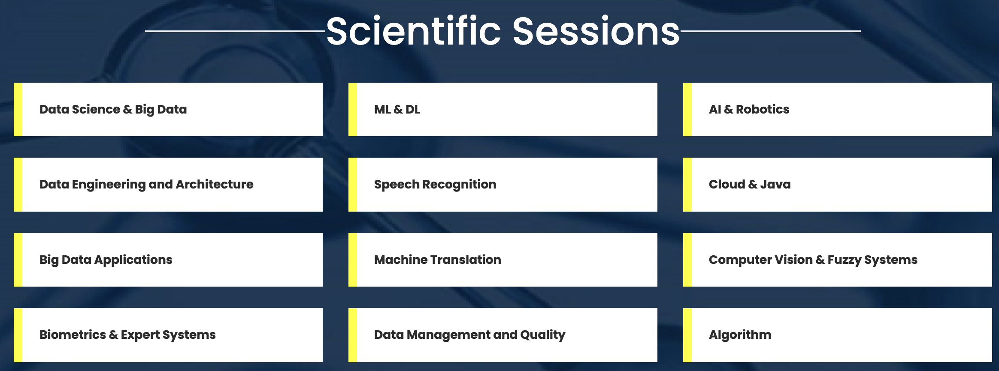 Scientific Sessions
Data Science & Big Data
ML & DL
AI & Robotics
Data Engineering and Architecture
Speech Recognition
Cloud & Java
Big Data Applications
Machine Translation
Computer Vision & Fuzzy Systems
Biometrics & Expert Systems
Data Management and Quality
Algorithm